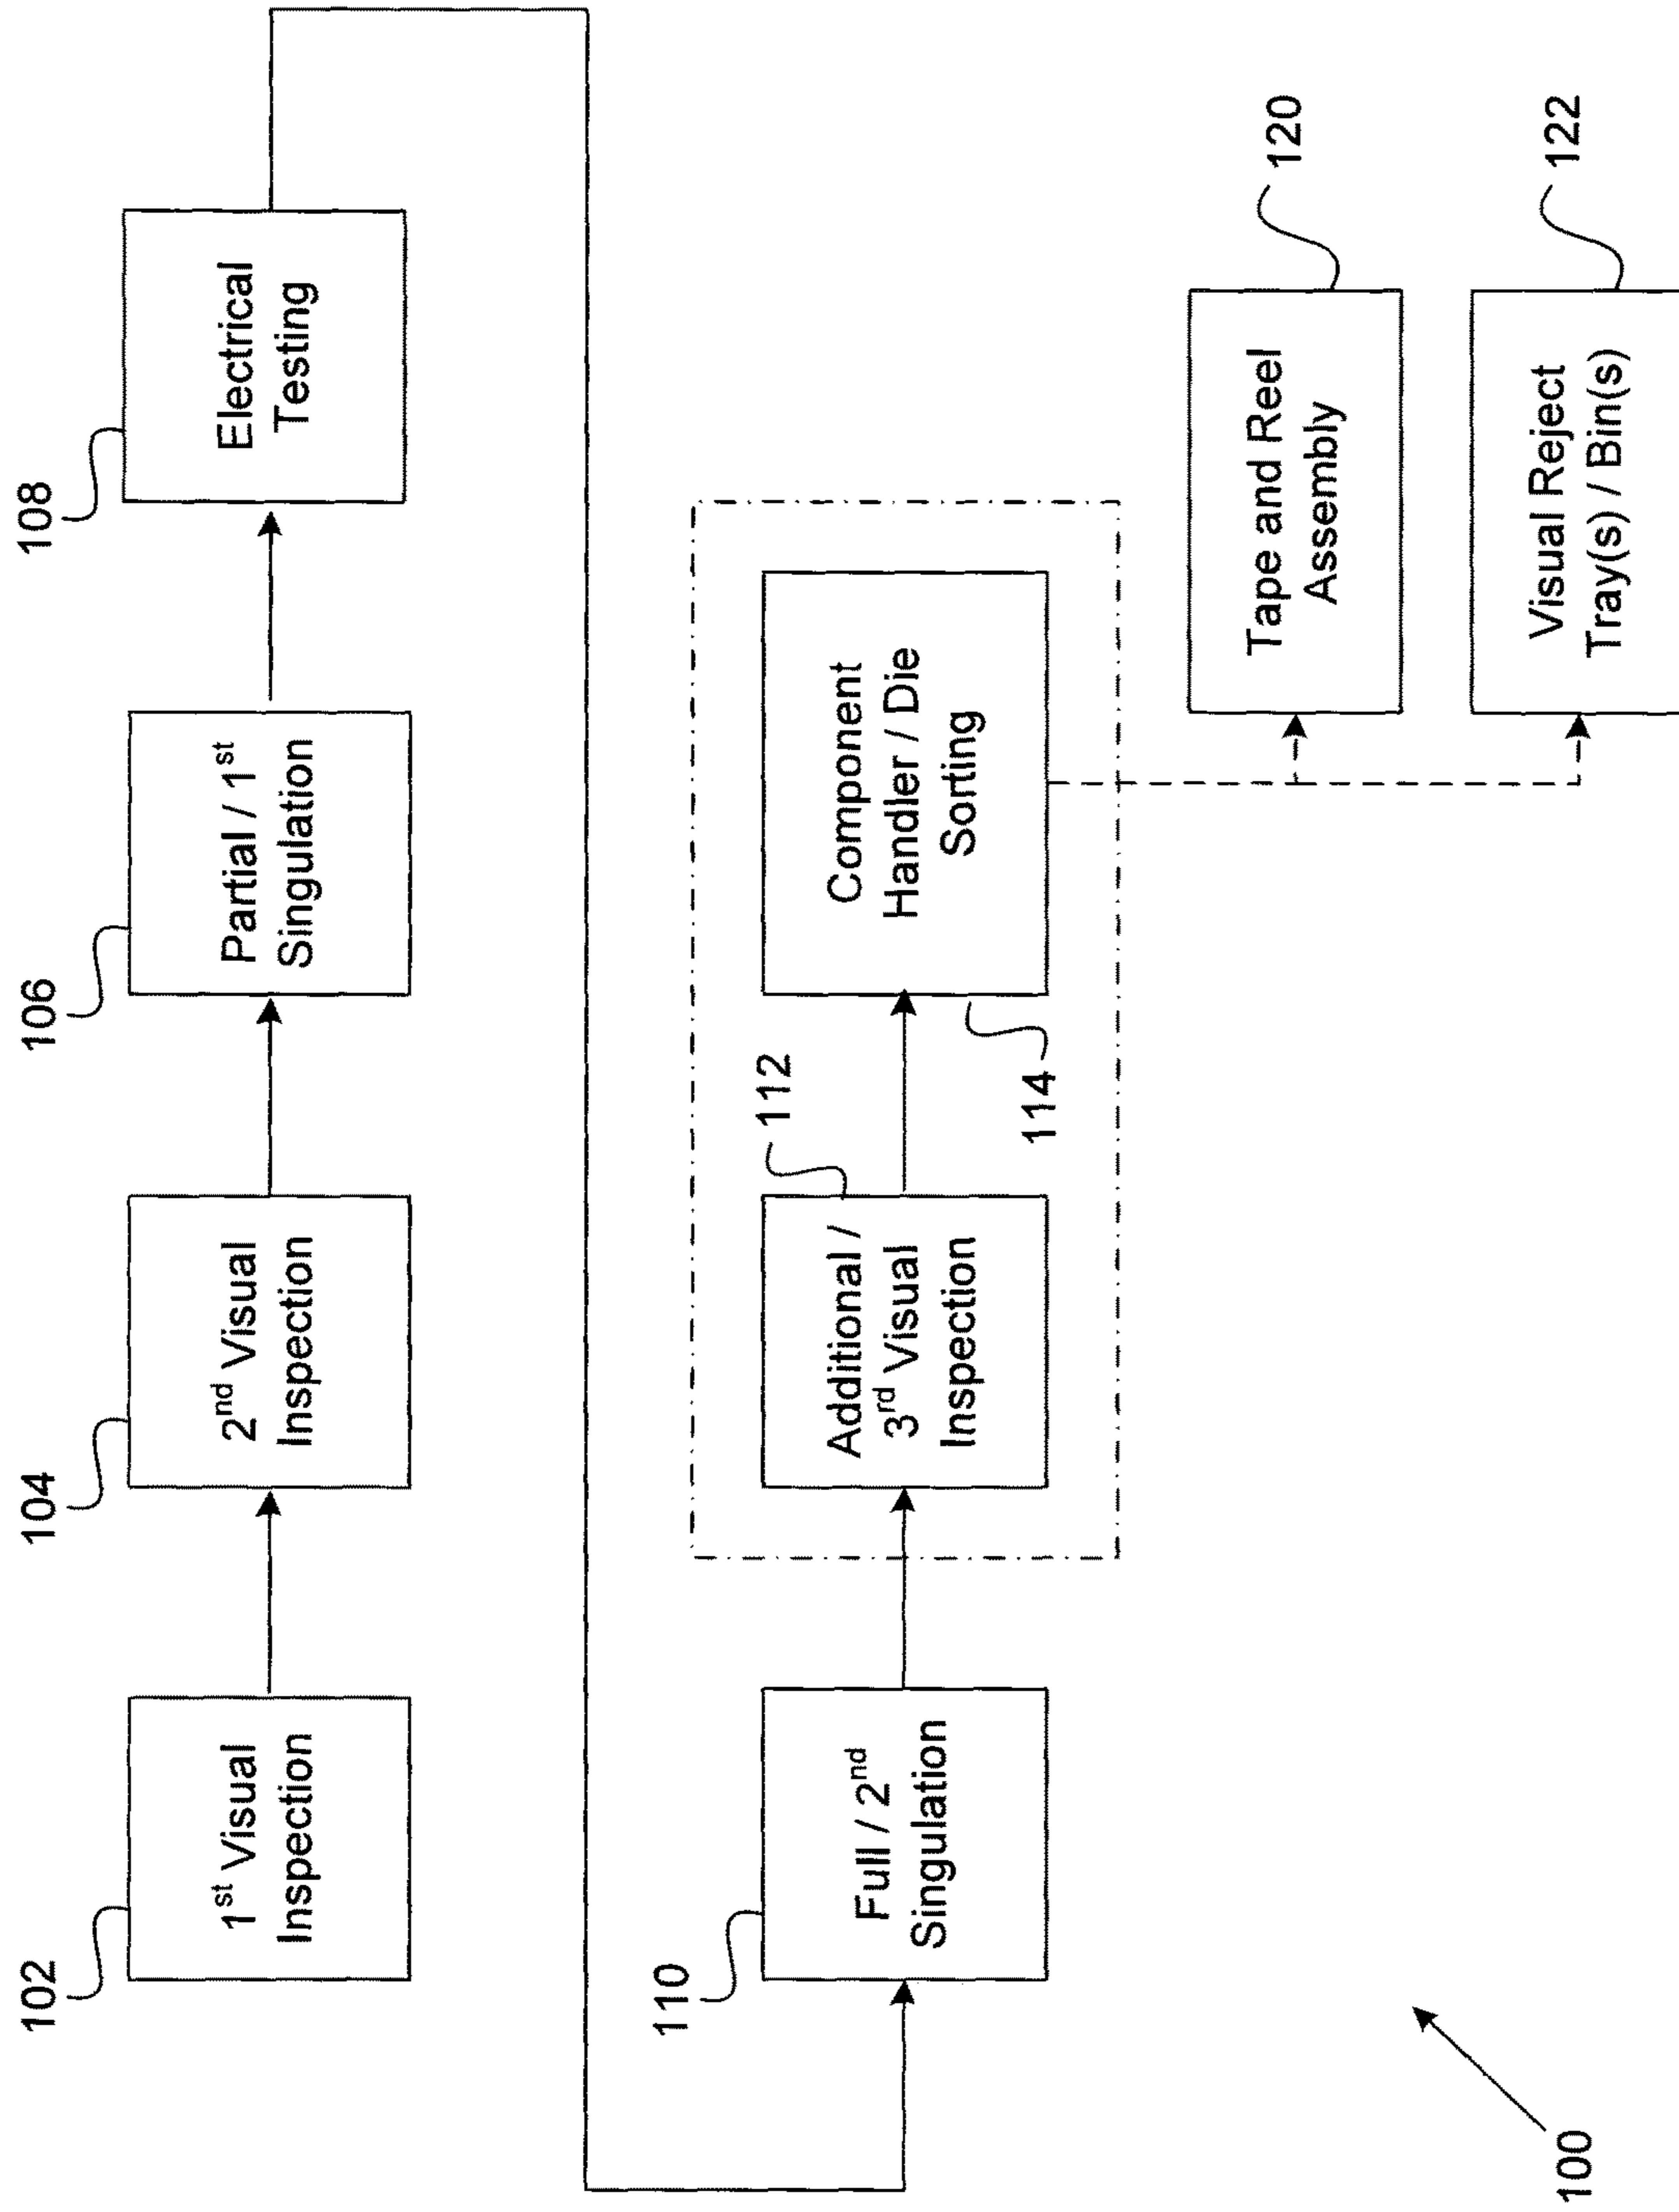 102
1st Visual
Inspection
104
2nd Visual
Inspection
106
Partial / 1st
Singulation
108
Electrical
Testing
110
Full / 2nd
Singulation
112
Additional /
3rd Visual
Inspection
114
Component
Handler / Die
Sorting
Tape and Reel
Assembly
120
Visual Reject
Tray(s) / Bin(s)
122
100